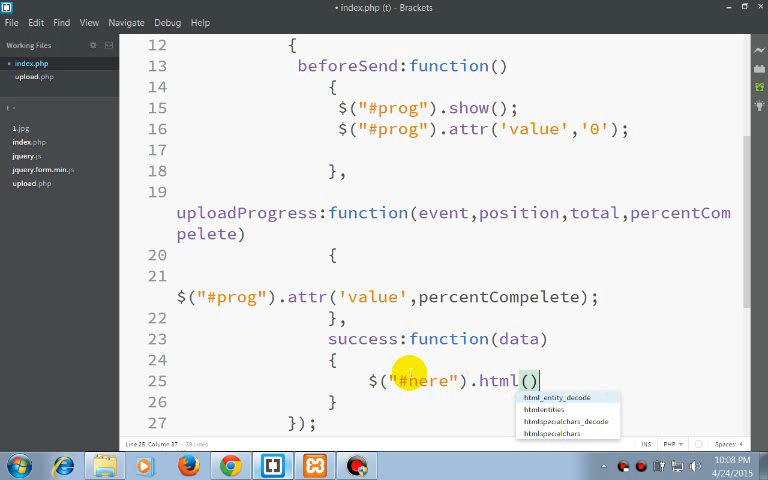 • index.php (t) - Brackets
File Edit Find View Navigate Debug Help
Working Files
• index.php
upload.php
t -
1.jpg
index.php
jquery.js
jquery.form.min.js
upload.php
12 {
13 beforeSend:function()
14 {
15 $("#prog").show();
16 $("#prog").attr('value','0');
17
18 },
19
uploadProgress:function(event,position,total,percentCom
pelete)
20 {
21
$("#prog").attr('value',percentCompelete);
22 },
23 success:function(data)
24 {
25 $("#here").html()
html_entity_decode
htmlentities
htmlspecialchars_decode
htmlspecialchars
26 }
27 });
Line 25, Column 37 — 39 Lines
INS PHP Spaces: 4
10:08 PM
4/24/2015